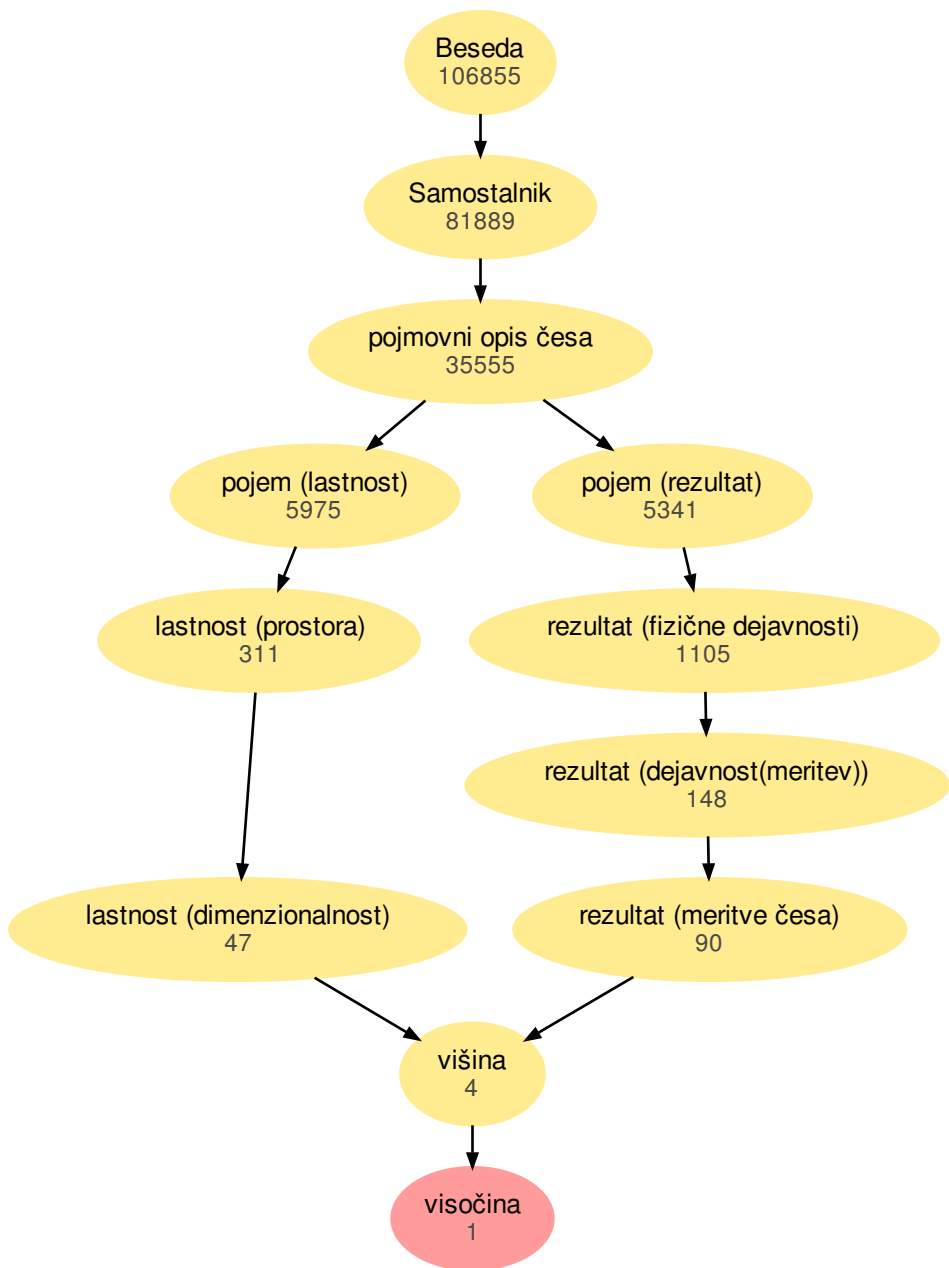 Beseda
106855
Samostalnik
81889
pojmovni opis česa
35555
pojem (lastnost)
5975
pojem (rezultat)
5341
lastnost (prostora)
311
rezultat (fizične dejavnosti)
1105
rezultat (dejavnost(meritev))
148
lastnost (dimenzionalnost)
47
rezultat (meritve česa)
90
višina
4
visočina
1